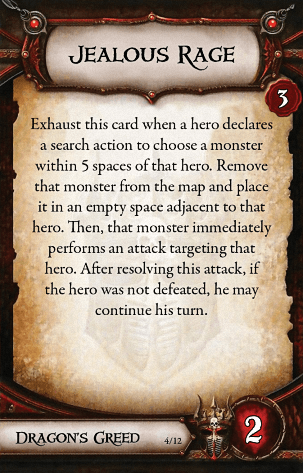 Jealous Rage
3
Exhaust this card when a hero declares
a search action to choose a monster
within 5 spaces of that hero. Remove
that monster from the map and place
it in an empty space adjacent to that
hero. Then, that monster immediately
performs an attack targeting that
hero. After resolving this attack, if
the hero was not defeated, he may
continue his turn.
Dragon's Greed 4/12 2